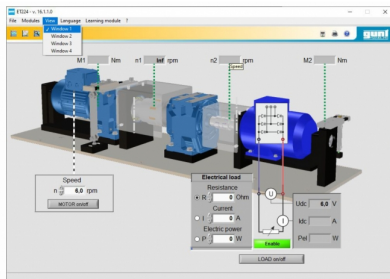 ET224 - v. 16.1.1.0
File Modules View Language Learning module ?
✓ Window 1
Window 2
Window 3
Window 4
gunt
M1 Nm n1 inf rpm n2 rpm M2 Nm
Speed
Speed
n 6,0 rpm
MOTOR on/off
Electrical load
Resistance
R 0 Ohm
Current
I 0 A
Electric power
P 0 W
U
I
Enable
Udc 6,0 V
Idc A
Pel W
LOAD on/off